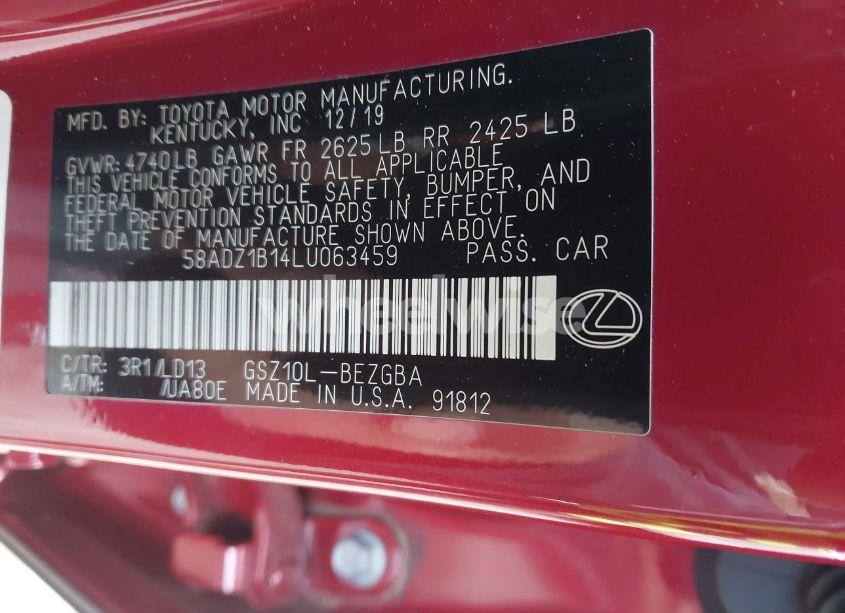 MFD. BY: TOYOTA MOTOR MANUFACTURING.
KENTUCKY, INC 12/19
GVWR: 4740LB GAWR FR 2625LB RR 2425 LB
THIS VEHICLE CONFORMS TO ALL APPLICABLE
FEDERAL MOTOR VEHICLE SAFETY, BUMPER, AND
THEFT PREVENTION STANDARDS IN EFFECT ON
THE DATE OF MANUFACTURE SHOWN ABOVE.
58ADZ1B14LU063459 PASS. CAR
wheelwise
C/TR: 3R1/LD13 GSZ10L-BEZGBA
A/TM: /UA80E MADE IN U.S.A. 91812